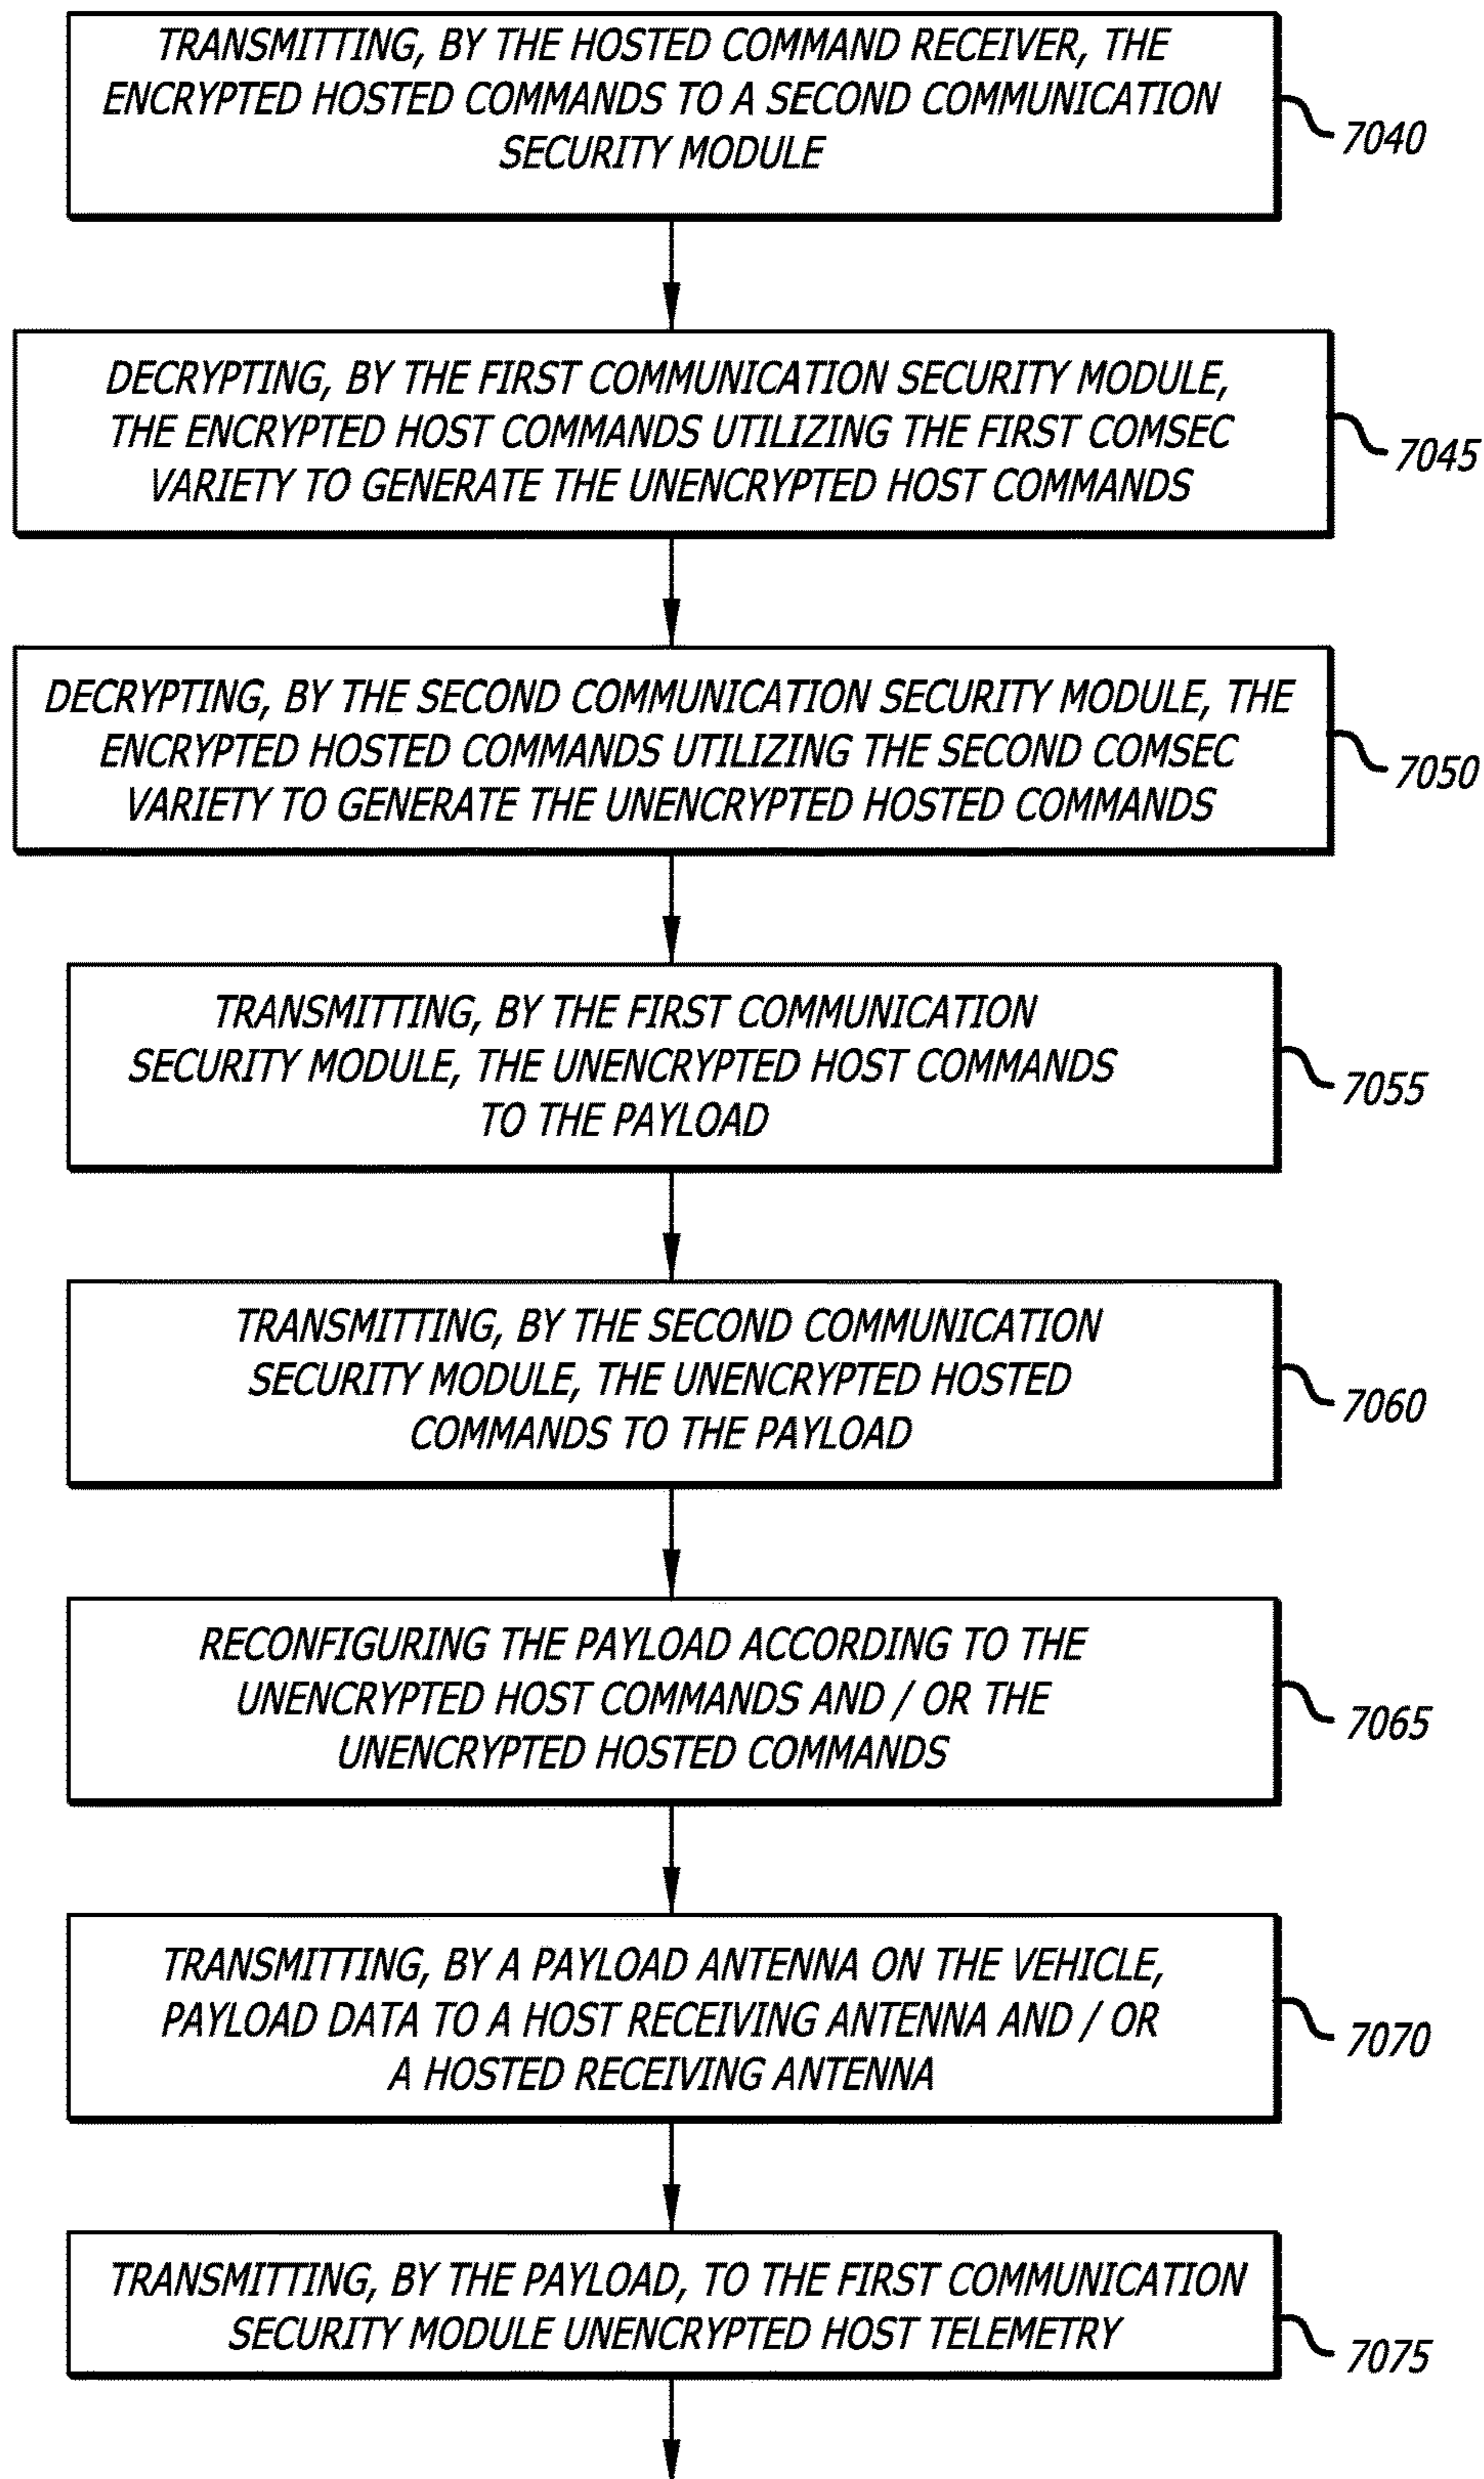 TRANSMITTING, BY THE HOSTED COMMAND RECEIVER, THE
ENCRYPTED HOSTED COMMANDS TO A SECOND COMMUNICATION
SECURITY MODULE
7040
DECRYPTING, BY THE FIRST COMMUNICATION SECURITY MODULE,
THE ENCRYPTED HOST COMMANDS UTILIZING THE FIRST COMSEC
VARIETY TO GENERATE THE UNENCRYPTED HOST COMMANDS
7045
DECRYPTING, BY THE SECOND COMMUNICATION SECURITY MODULE, THE
ENCRYPTED HOSTED COMMANDS UTILIZING THE SECOND COMSEC
VARIETY TO GENERATE THE UNENCRYPTED HOSTED COMMANDS
7050
TRANSMITTING, BY THE FIRST COMMUNICATION
SECURITY MODULE, THE UNENCRYPTED HOST COMMANDS
TO THE PAYLOAD
7055
TRANSMITTING, BY THE SECOND COMMUNICATION
SECURITY MODULE, THE UNENCRYPTED HOSTED
COMMANDS TO THE PAYLOAD
7060
RECONFIGURING THE PAYLOAD ACCORDING TO THE
UNENCRYPTED HOST COMMANDS AND / OR THE
UNENCRYPTED HOSTED COMMANDS
7065
TRANSMITTING, BY A PAYLOAD ANTENNA ON THE VEHICLE,
PAYLOAD DATA TO A HOST RECEIVING ANTENNA AND / OR
A HOSTED RECEIVING ANTENNA
7070
TRANSMITTING, BY THE PAYLOAD, TO THE FIRST COMMUNICATION
SECURITY MODULE UNENCRYPTED HOST TELEMETRY
7075